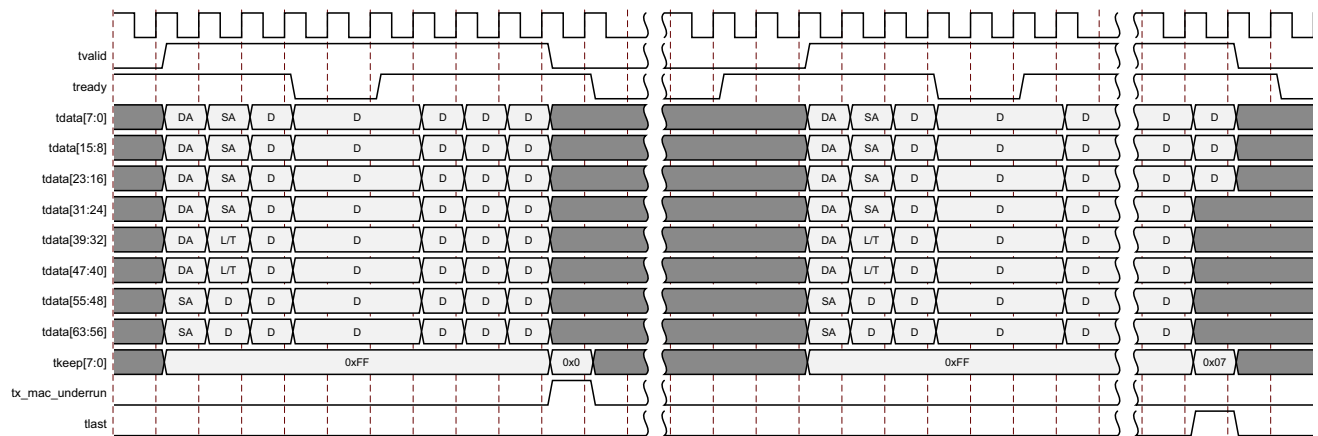 tvalid
tready
tdata[7:0] DA SA D D D D D DA SA D D D D D
tdata[15:8] DA SA D D D D D DA SA D D D D D
tdata[23:16] DA SA D D D D D DA SA D D D D D
tdata[31:24] DA SA D D D D D DA SA D D D D
tdata[39:32] DA L/T D D D D D DA L/T D D D D
tdata[47:40] DA L/T D D D D D DA L/T D D D D
tdata[55:48] SA D D D D D D SA D D D D D
tdata[63:56] SA D D D D D D SA D D D D D
tkeep[7:0] 0xFF 0x0 0xFF 0x07
tx_mac_underrun
tlast